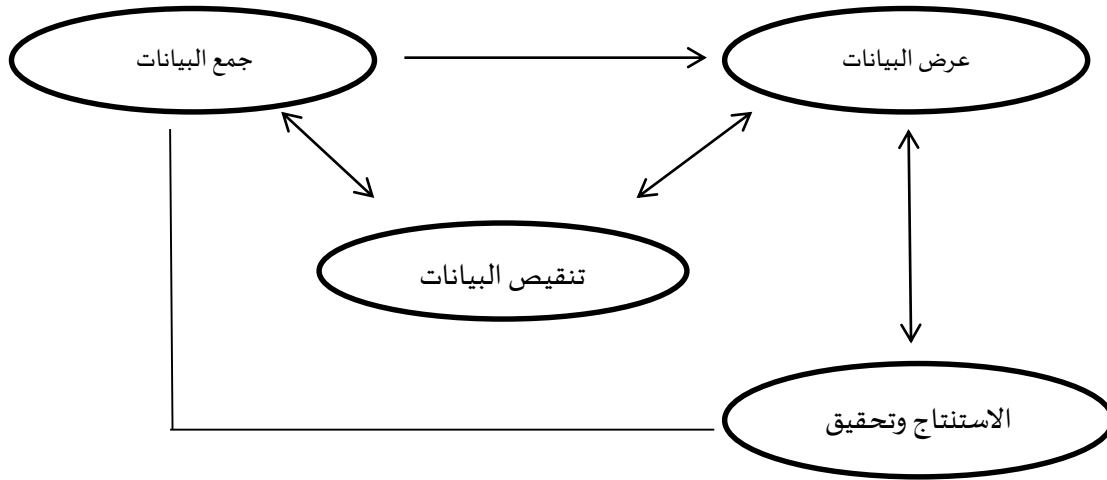 جمع البيانات
عرض البيانات
تنقيص البيانات
الاستنتاج وتحقيق